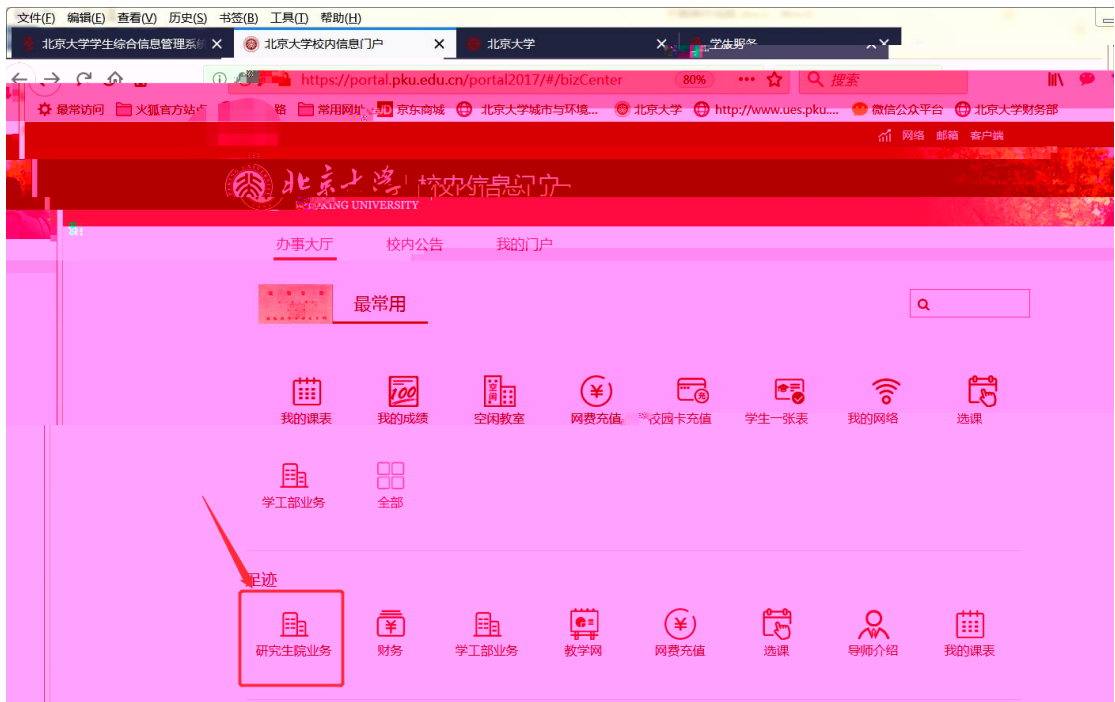 文件(F) 编辑(E) 查看(V) 历史(S) 书签(B) 工具(T) 帮助(H)
北京大学学生综合信息管理系统 × 北京大学校内信息门户 × 北京大学 × 学生服务 ×
https://portal.pku.edu.cn/portal2017/#/bizCenter 80% 搜索
最常访问 火狐官方站点 常用网址 JD 京东商城 北京大学城市与环境... 北京大学 http://www.ues.pku.... 微信公众平台 北京大学财务部
网络 邮箱 客户端
北京大学 校内信息门户
UNIVERSITY
办事大厅 校内公告 我的门户
最常用
我的课表 我的成绩 空闲教室 网费充值 校园卡充值 学生一张表 我的网络 选课
学工部业务 全部
足迹
研究生院业务 财务 学工部业务 教学网 网费充值 选课 导师介绍 我的课表